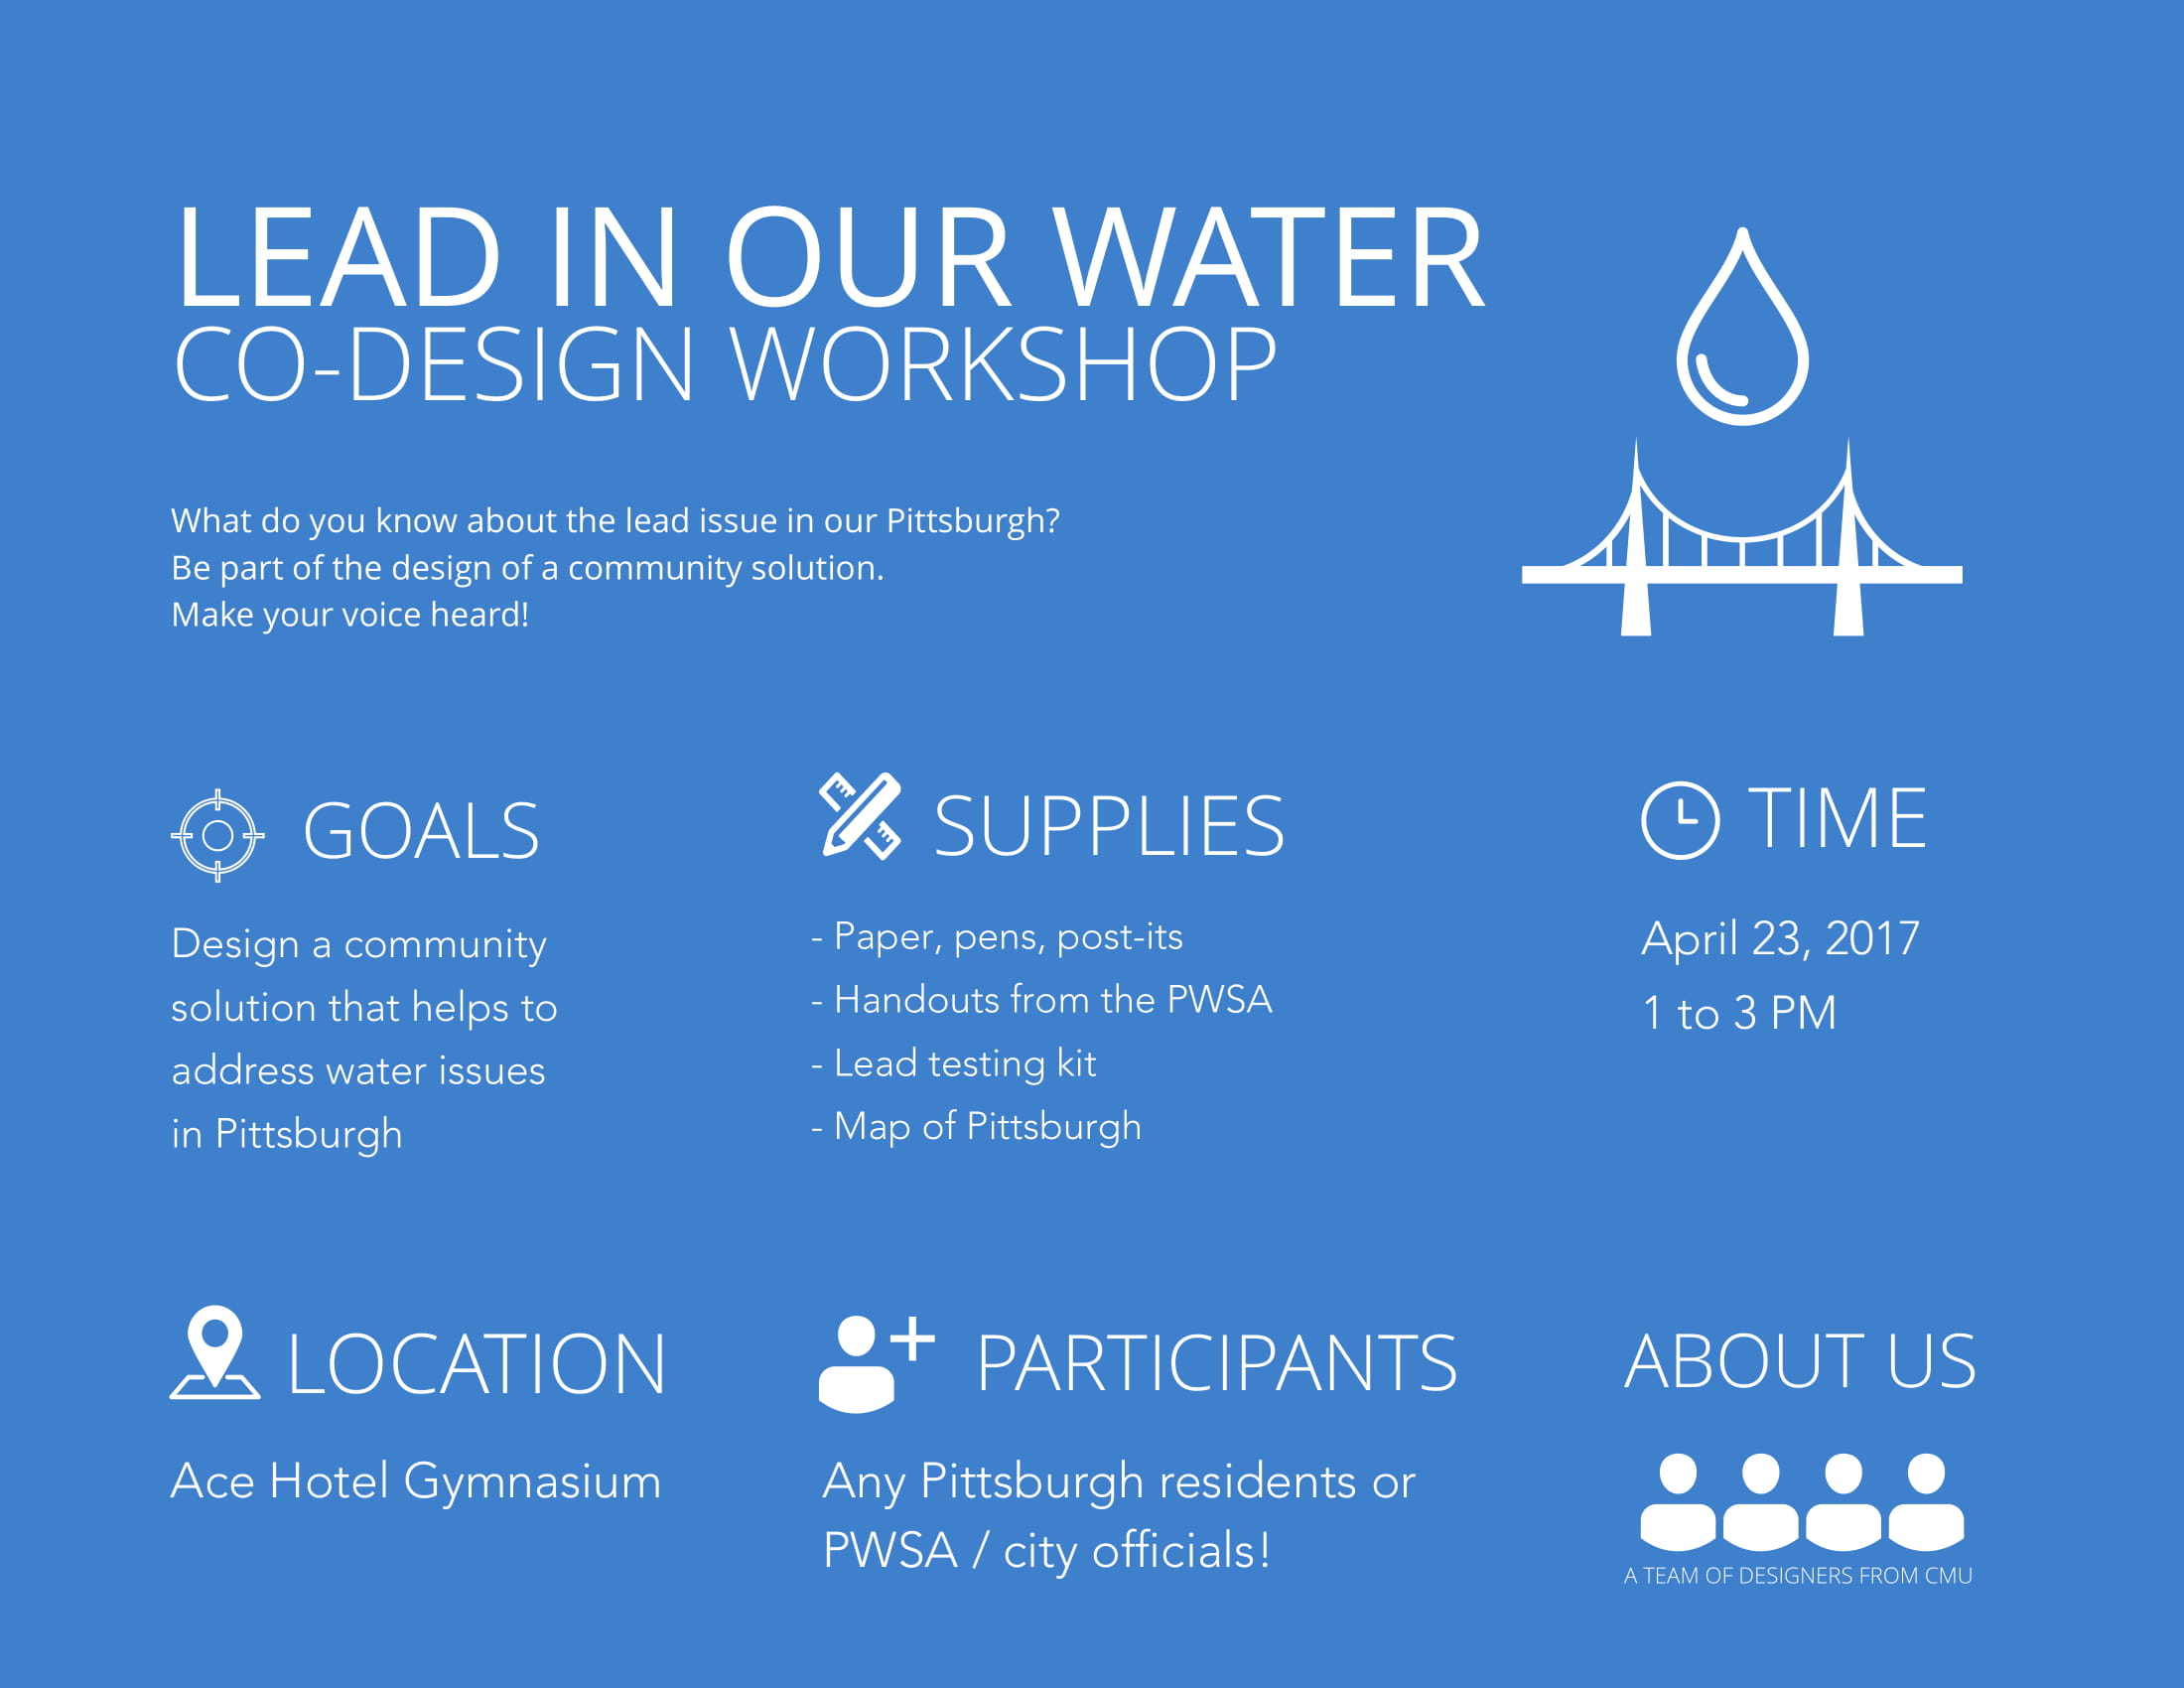 LEAD IN OUR WATER
CO-DESIGN WORKSHOP
What do you know about the lead issue in our Pittsburgh?
Be part of the design of a community solution.
Make your voice heard!
GOALS
Design a community
solution that helps to
address water issues
in Pittsburgh
SUPPLIES
- Paper, pens, post-its
- Handouts from the PWSA
- Lead testing kit
- Map of Pittsburgh
TIME
April 23, 2017
1 to 3 PM
LOCATION
Ace Hotel Gymnasium
PARTICIPANTS
Any Pittsburgh residents or
PWSA / city officials!
ABOUT US
A TEAM OF DESIGNERS FROM CMU